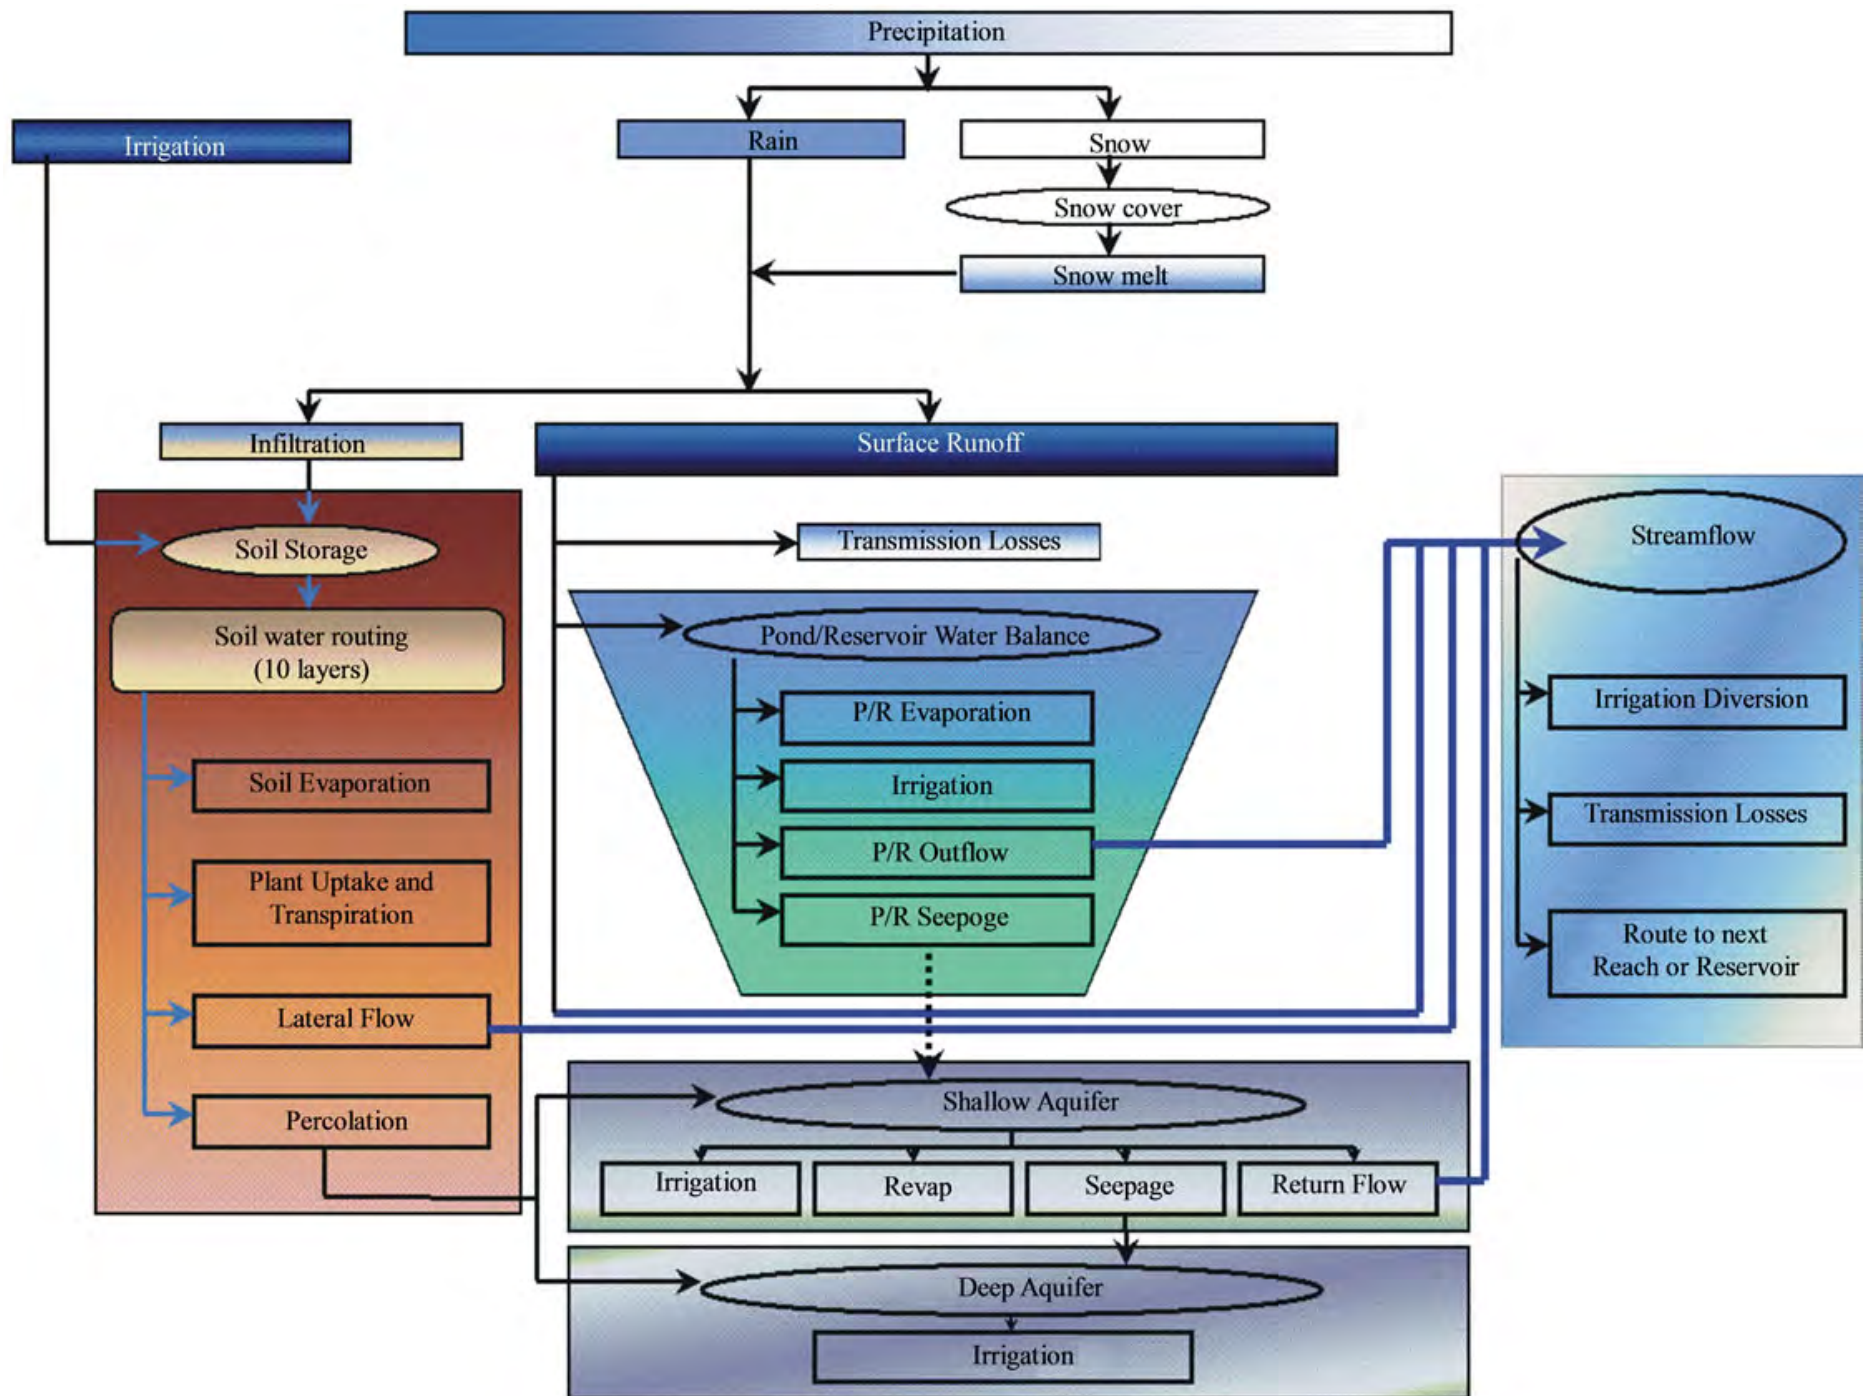 Precipitation
Irrigation
Rain
Snow
Snow cover
Snow melt
Infiltration
Surface Runoff
Soil Storage
Transmission Losses
Streamflow
Soil water routing
(10 layers)
Pond/Reservoir Water Balance
P/R Evaporation
Irrigation
P/R Outflow
P/R Seepoge
Irrigation Diversion
Transmission Losses
Route to next
Reach or Reservoir
Soil Evaporation
Plant Uptake and
Transpiration
Lateral Flow
Percolation
Shallow Aquifer
Irrigation
Revap
Seepage
Return Flow
Deep Aquifer
Irrigation